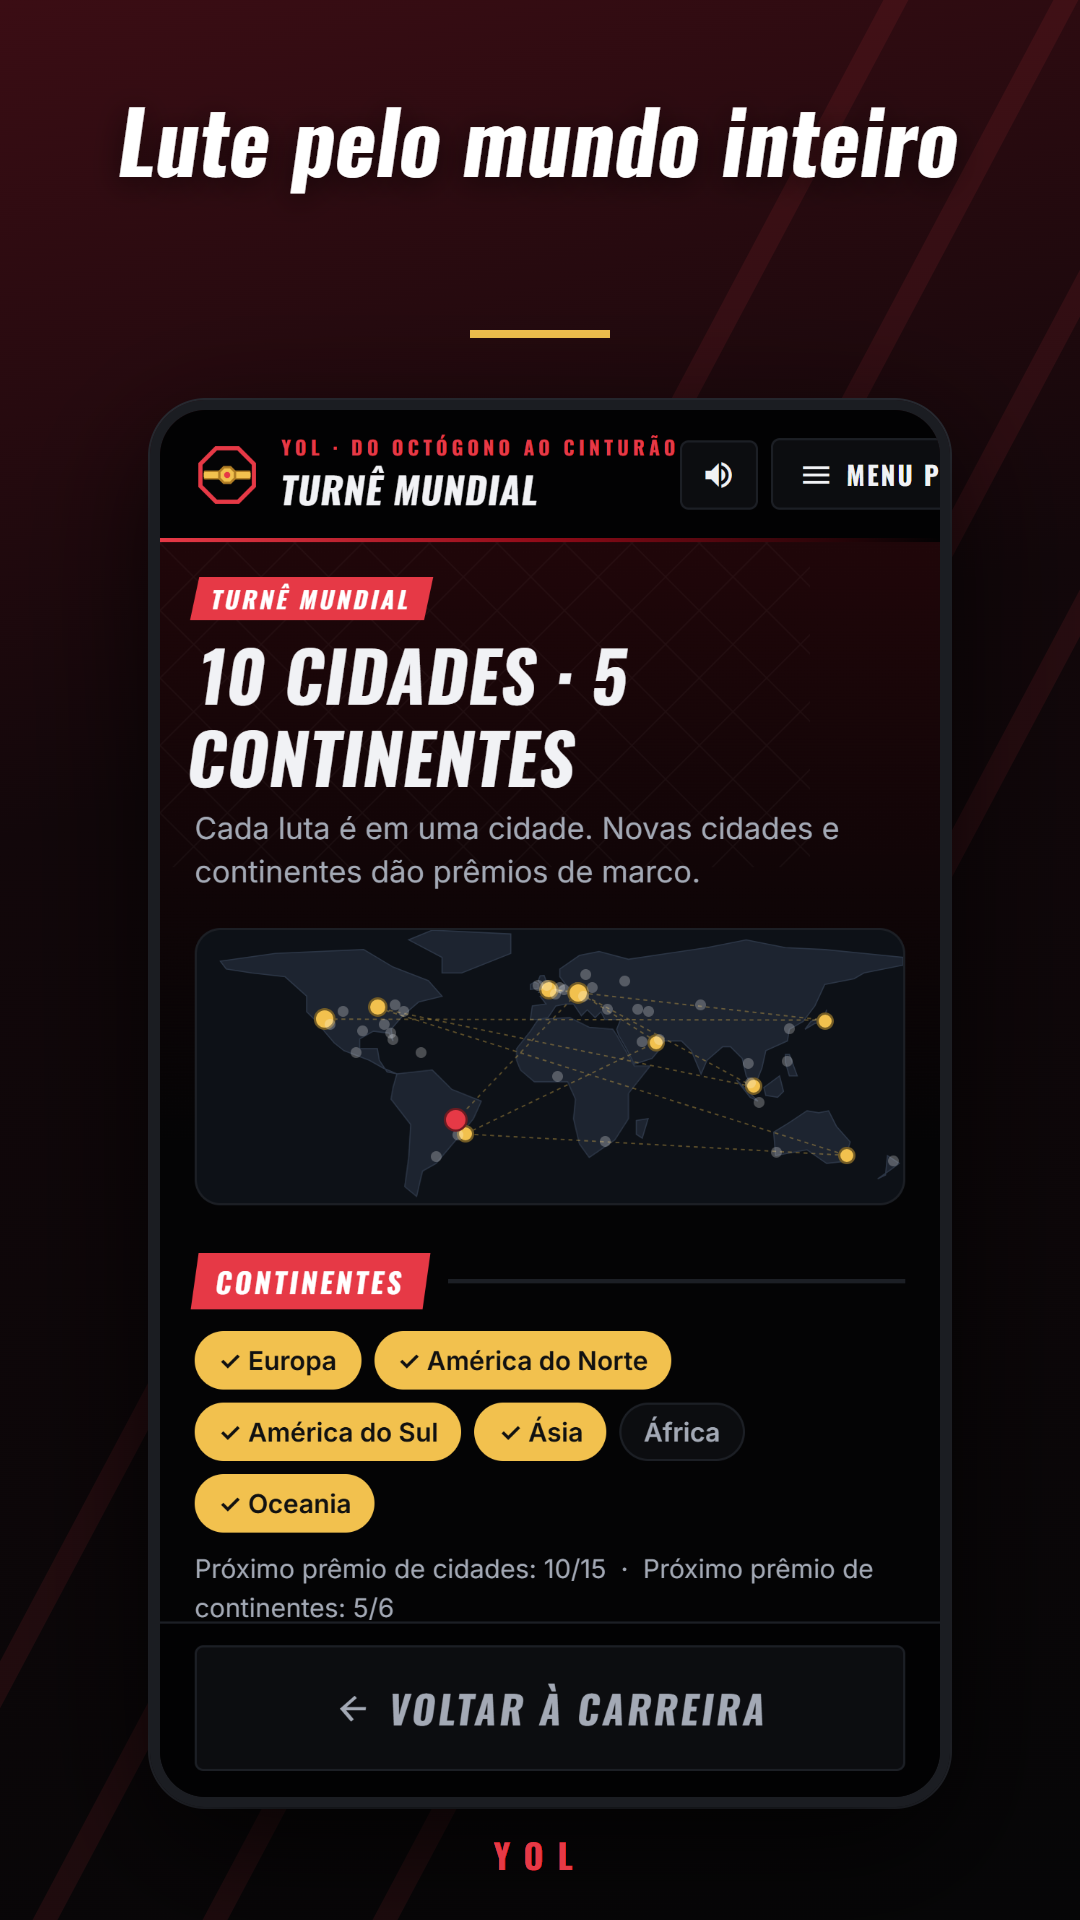 Lute pelo mundo inteiro
YOL · DO OCTÓGONO AO CINTURÃO
TURNÊ MUNDIAL
MENU P
TURNÊ MUNDIAL
10 CIDADES · 5
CONTINENTES
Cada luta é em uma cidade. Novas cidades e
continentes dão prêmios de marco.
CONTINENTES
✓ Europa
✓ América do Norte
✓ América do Sul
✓ Ásia
África
✓ Oceania
Próximo prêmio de cidades: 10/15 · Próximo prêmio de
continentes: 5/6
← VOLTAR À CARREIRA
YOL